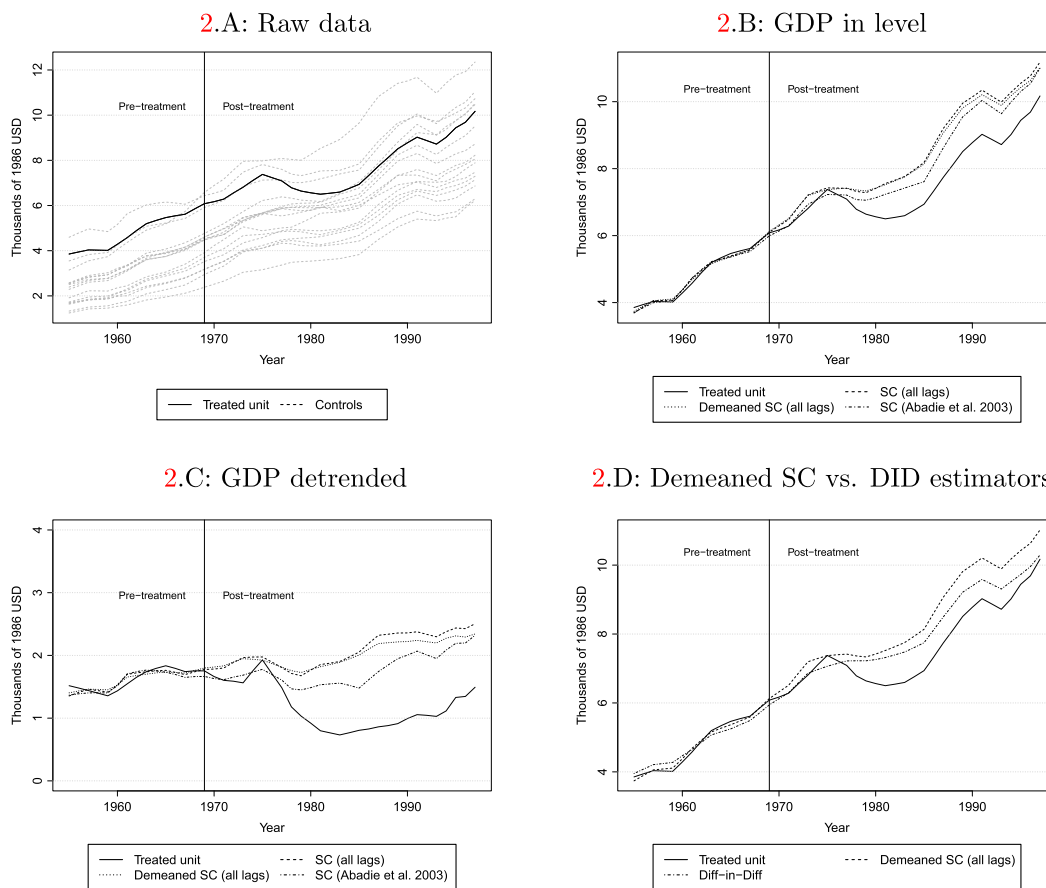 2.A: Raw data
Thousands of 1986 USD
12
10
8
6
4
2
Pre−treatment
Post−treatment
1960
1970
1980
1990
Year
Treated unit
Controls
2.B: GDP in level
Thousands of 1986 USD
10
8
6
4
Pre−treatment
Post−treatment
1960
1970
1980
1990
Year
Treated unit
SC (all lags)
Demeaned SC (all lags)
SC (Abadie et al. 2003)
2.C: GDP detrended
Thousands of 1986 USD
4
3
2
1
0
Pre−treatment
Post−treatment
1960
1970
1980
1990
Year
Treated unit
SC (all lags)
Demeaned SC (all lags)
SC (Abadie et al. 2003)
2.D: Demeaned SC vs. DID estimators
Thousands of 1986 USD
10
8
6
4
Pre−treatment
Post−treatment
1960
1970
1980
1990
Year
Treated unit
Demeaned SC (all lags)
Diff−in−Diff